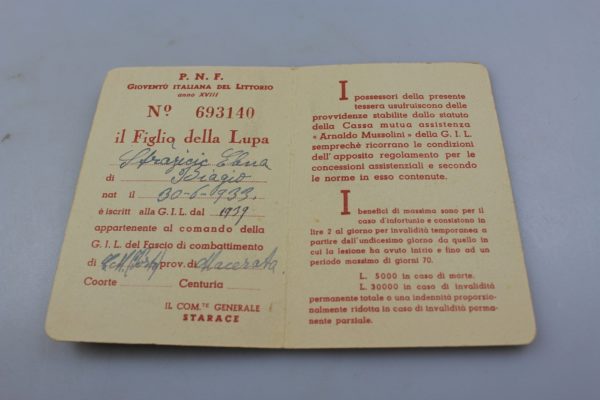 P. N. F.
GIOVENTÙ ITALIANA DEL LITTORIO
anno XVIII
Nº 693140
il Figlio della Lupa
di Biagio
nat il 30-6-933
è iscritt alla G.I.L. dal 1939
appartenente al comando della
G. I. L. del Fascio di combattimento
di prov. di Macerata
Coorte Centuria
IL COM.TE GENERALE
STARACE
I possessori della presente
tessera usufruiscono delle
provvidenze stabilite dallo statuto
della Cassa mutua assistenza
« Arnaldo Mussolini » della G. I. L.
semprechè ricorrano le condizioni
dell'apposito regolamento per le
concessioni assistenziali e secondo
le norme in esso contenute.
I benefici di massima sono per il
caso d'infortunio e consistono in
lire 2 al giorno per invalidità temporanea a
partire dall'undicesimo giorno da quello in
cui la lesione ha avuto inizio e fino ad un
periodo massimo di giorni 70.
L. 5000 in caso di morte.
L. 30000 in caso di invalidità
permanente totale o una indennità proporzio-
nalmente ridotta in caso di invalidità perma-
nente parziale.